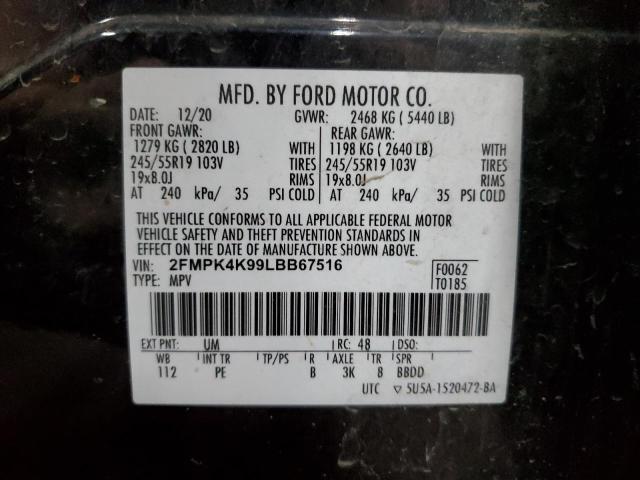 MFD. BY FORD MOTOR CO.
DATE: 12/20 GVWR: 2468 KG ( 5440 LB)
FRONT GAWR: REAR GAWR:
1279 KG ( 2820 LB) WITH 1198 KG ( 2640 LB) WITH
245/55R19 103V TIRES 245/55R19 103V TIRES
19x8.0J RIMS 19x8.0J RIMS
AT 240 kPa/ 35 PSI COLD AT 240 kPa/ 35 PSI COLD
THIS VEHICLE CONFORMS TO ALL APPLICABLE FEDERAL MOTOR
VEHICLE SAFETY AND THEFT PREVENTION STANDARDS IN
EFFECT ON THE DATE OF MANUFACTURE SHOWN ABOVE.
VIN: 2FMPK4K99LBB67516 F0062
TYPE: MPV T0185
EXT PNT: UM RC: 48 DSO:
WB INT TR TP/PS R AXLE TR SPR
112 PE B 3K 8 BBDD
UTC ▽ 5U5A-1520472-BA